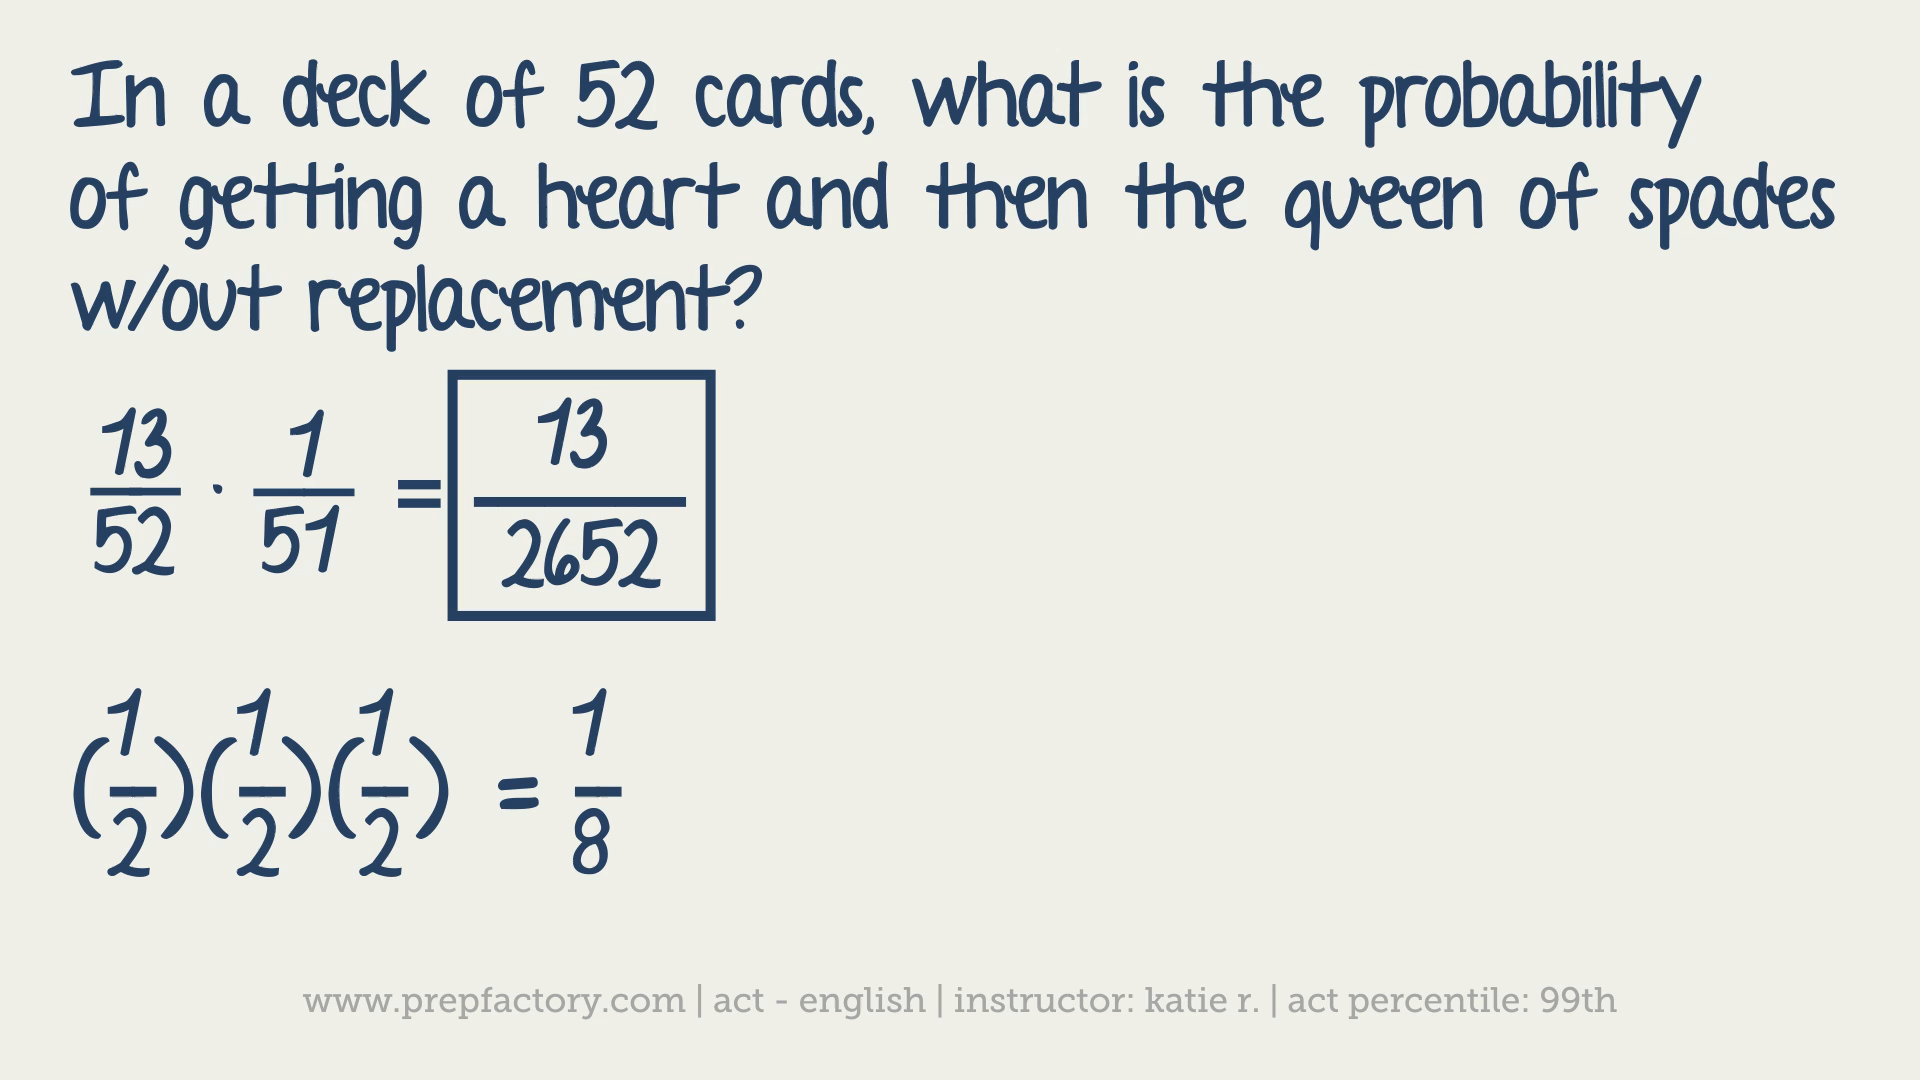 In a deck of 52 cards, what is the probability
of getting a heart and then the queen of spades
w/out replacement?
13/52 · 1/51 = 13/2652
(1/2)(1/2)(1/2) = 1/8
www.prepfactory.com | act - english | instructor: katie r. | act percentile: 99th